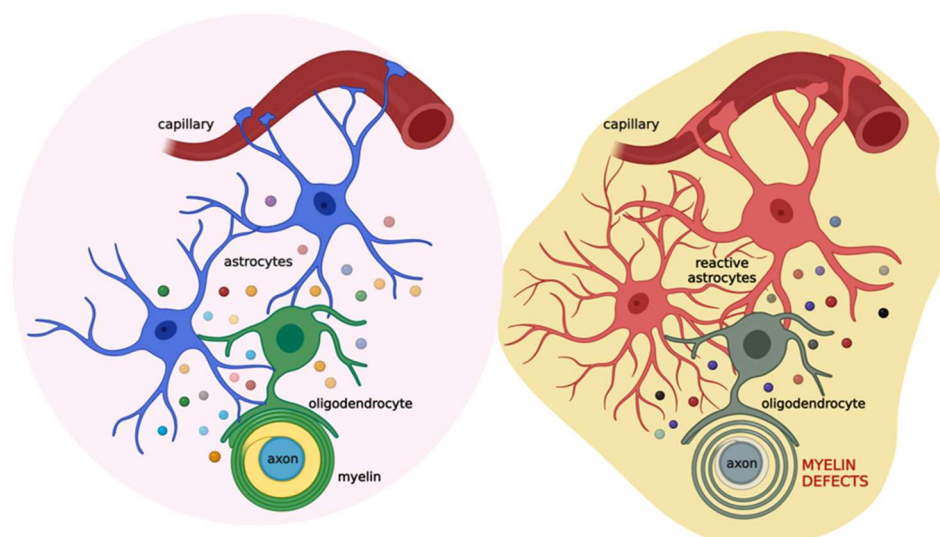 capillary
astrocytes
oligodendrocyte
axon
myelin
capillary
reactive
astrocytes
oligodendrocyte
axon
MYELIN
DEFECTS